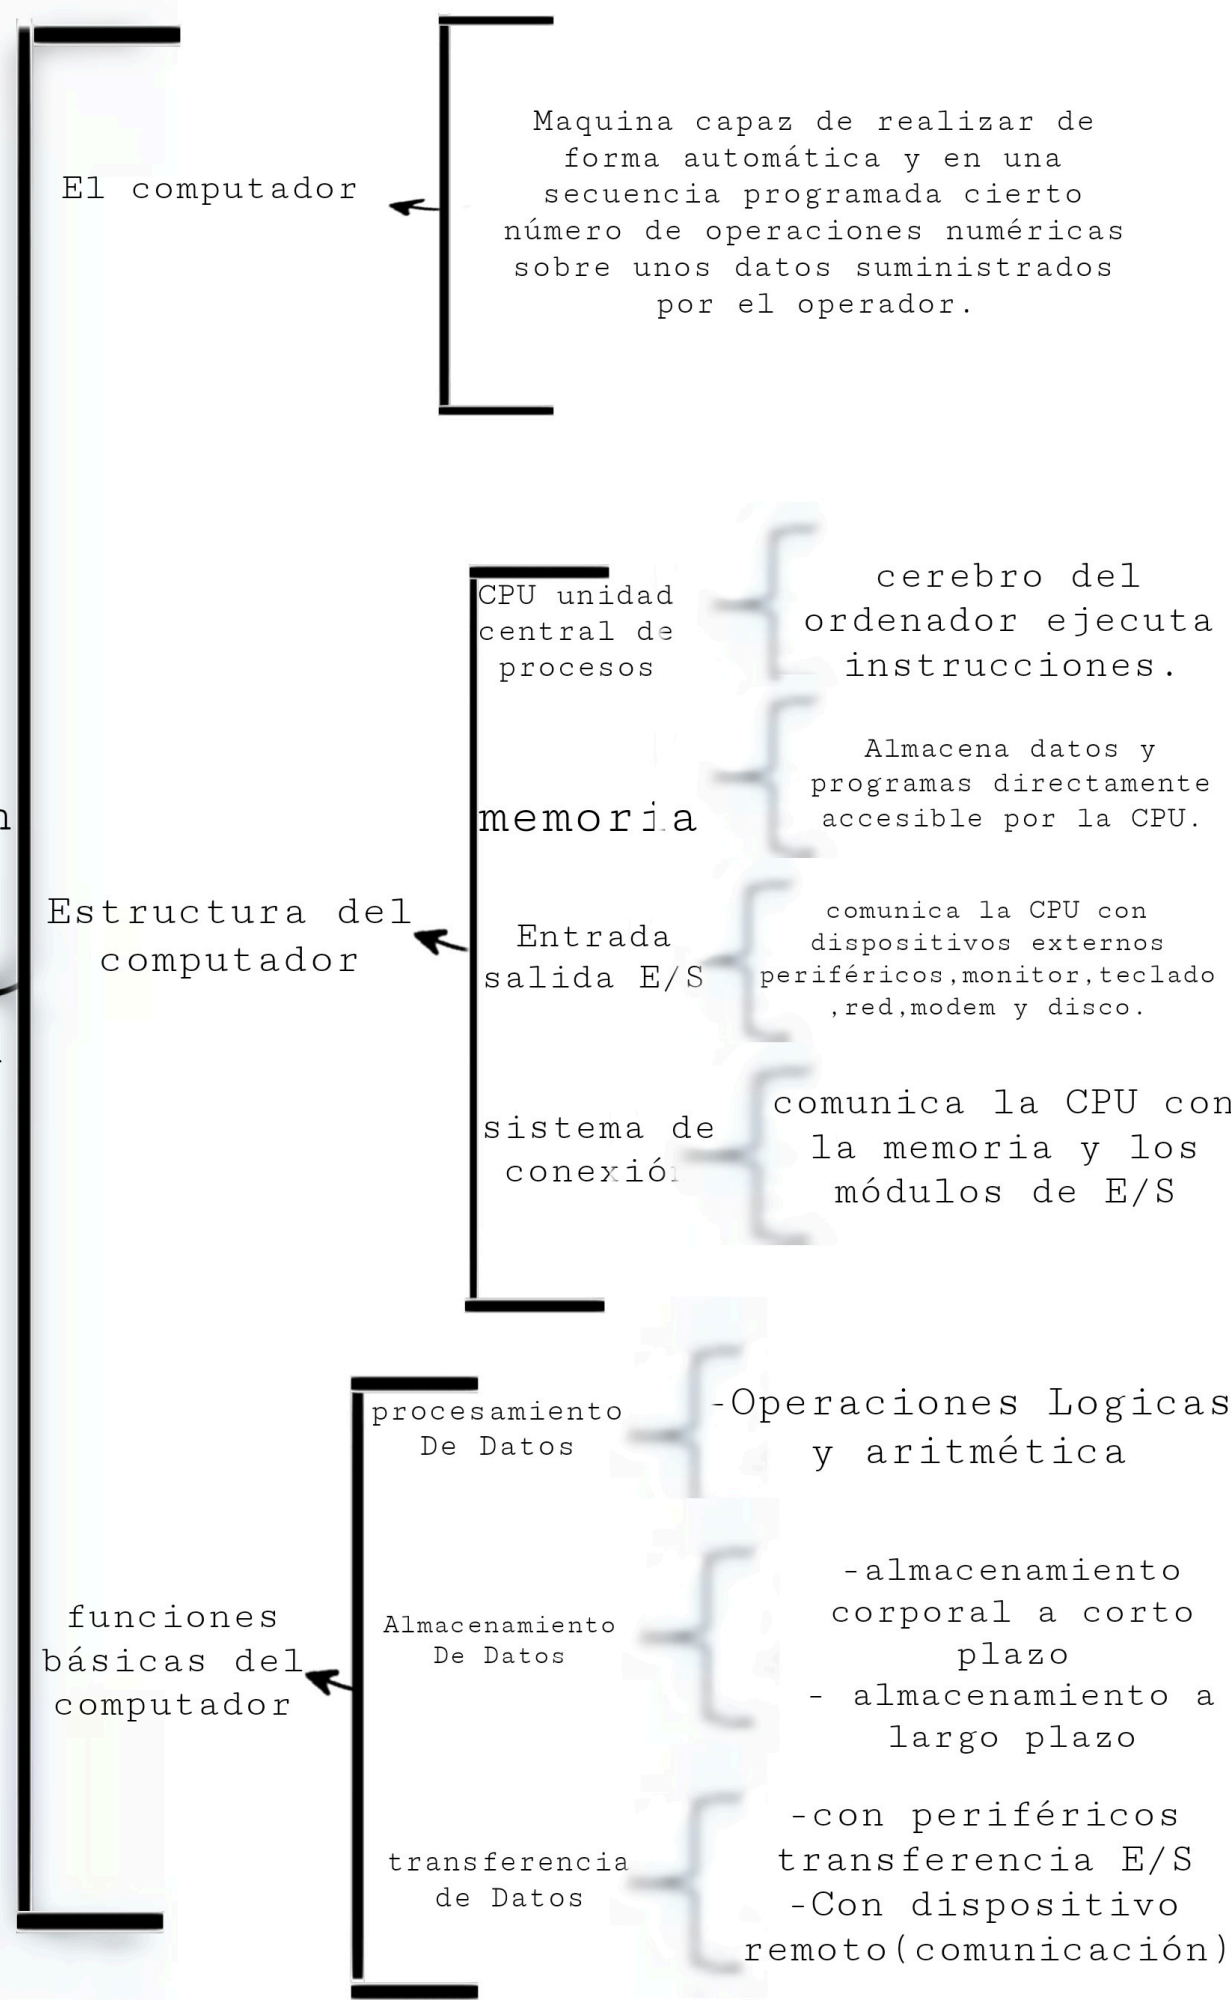 El computador
Maquina capaz de realizar de
forma automática y en una
secuencia programada cierto
número de operaciones numéricas
sobre unos datos suministrados
por el operador.
Estructura del
computador
CPU unidad
central de
procesos
cerebro del
ordenador ejecuta
instrucciones.
memoria
Almacena datos y
programas directamente
accesible por la CPU.
Entrada
salida E/S
comunica la CPU con
dispositivos externos
periféricos,monitor,teclado
,red,modem y disco.
sistema de
conexión
comunica la CPU con
la memoria y los
módulos de E/S
funciones
básicas del
computador
procesamiento
De Datos
-Operaciones Logicas
y aritmética
Almacenamiento
De Datos
-almacenamiento
corporal a corto
plazo
- almacenamiento a
largo plazo
transferencia
de Datos
-con periféricos
transferencia E/S
-Con dispositivo
remoto(comunicación)